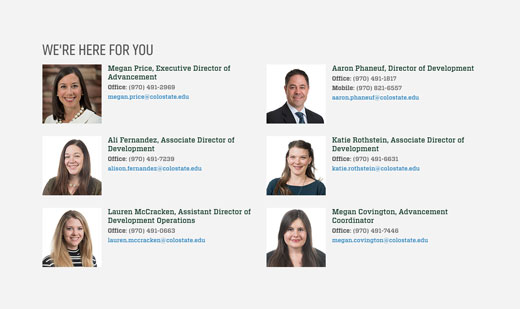 WE'RE HERE FOR YOU
Megan Price, Executive Director of
Advancement
Office: (970) 491-2969
megan.price@colostate.edu
Aaron Phaneuf, Director of Development
Office: (970) 491-1817
Mobile: (970) 821-6557
aaron.phaneuf@colostate.edu
Ali Fernandez, Associate Director of
Development
Office: (970) 491-7239
alison.fernandez@colostate.edu
Katie Rothstein, Associate Director of
Development
Office: (970) 491-6631
katie.rothstein@colostate.edu
Lauren McCracken, Assistant Director of
Development Operations
Office: (970) 491-0663
lauren.mccracken@colostate.edu
Megan Covington, Advancement
Coordinator
Office: (970) 491-7446
megan.covington@colostate.edu